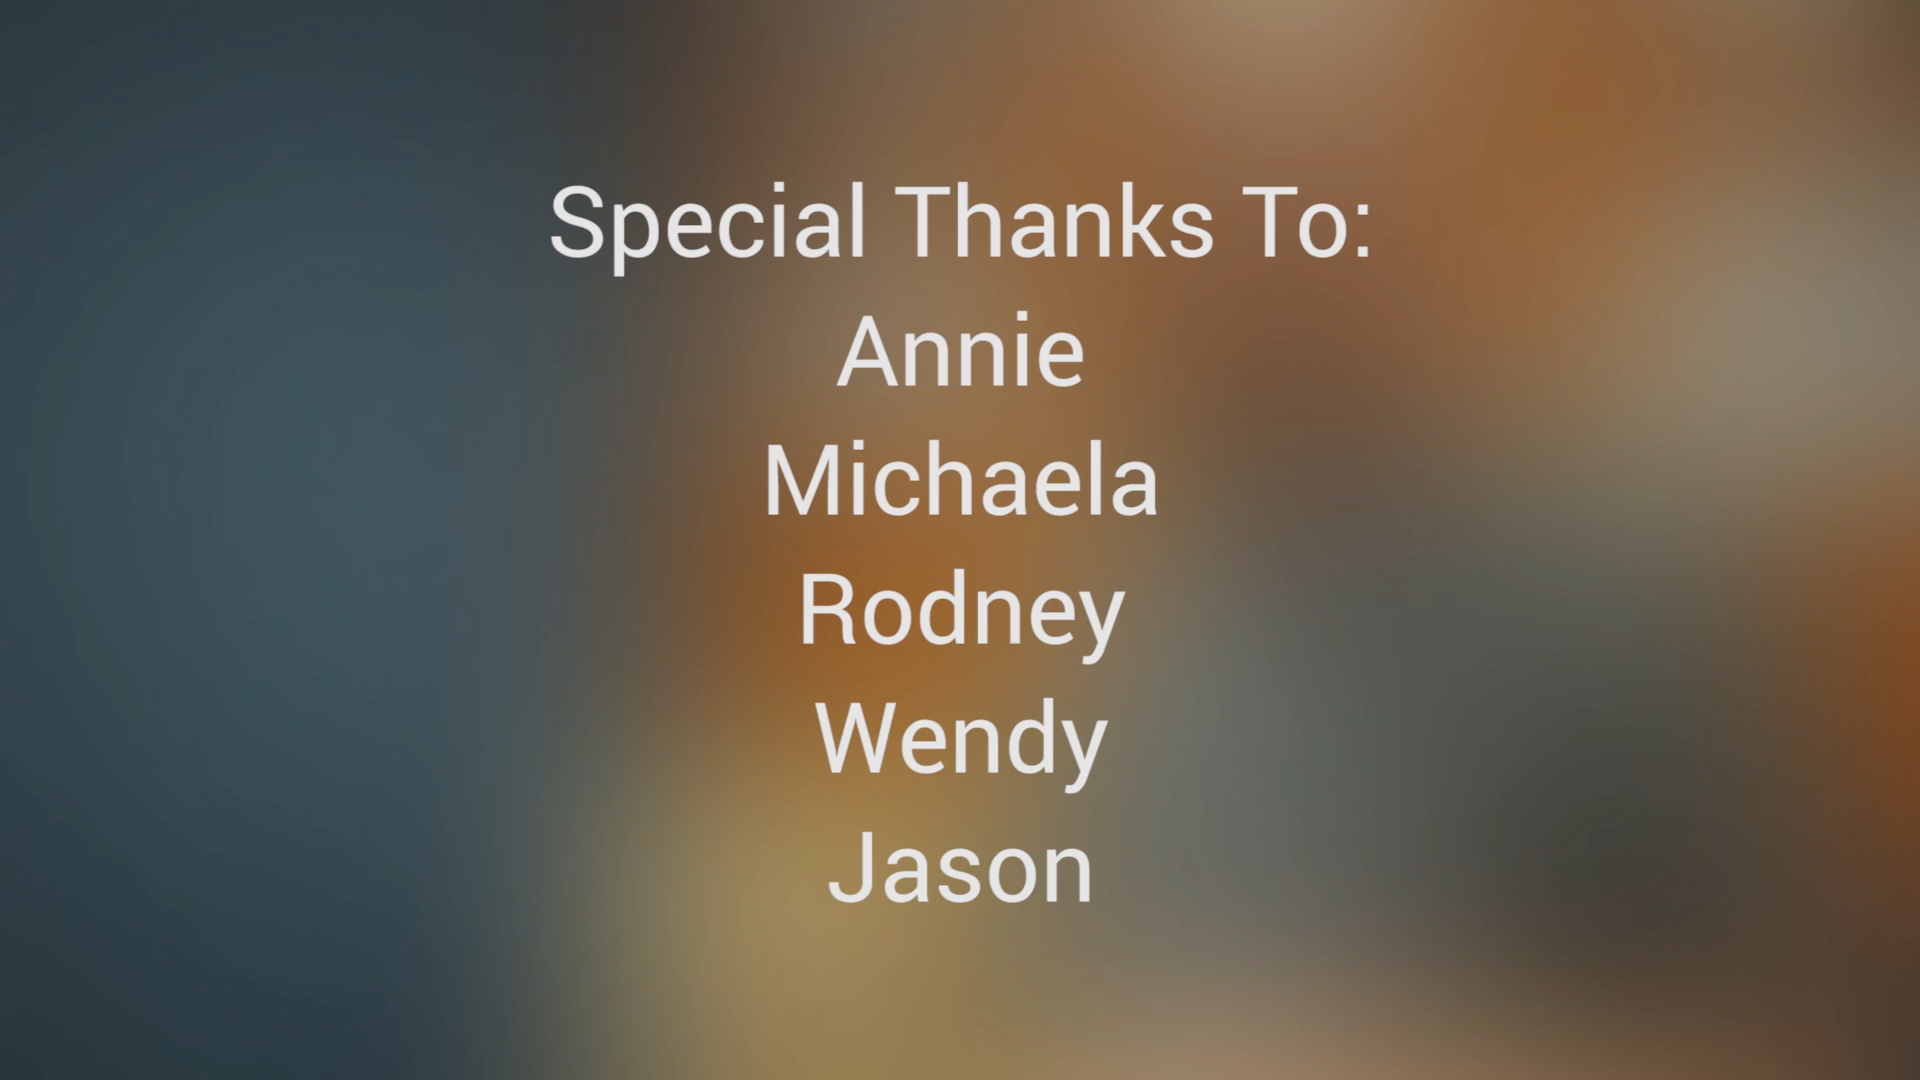 Special Thanks To:
Annie
Michaela
Rodney
Wendy
Jason